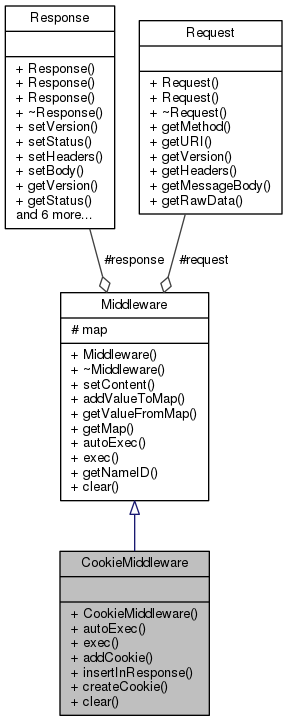 Response
+ Response()
+ Response()
+ Response()
+ ~Response()
+ setVersion()
+ setStatus()
+ setHeaders()
+ setBody()
+ getVersion()
+ getStatus()
and 6 more...
Request
+ Request()
+ Request()
+ ~Request()
+ getMethod()
+ getURI()
+ getVersion()
+ getHeaders()
+ getMessageBody()
+ getRawData()
#response
#request
Middleware
# map
+ Middleware()
+ ~Middleware()
+ setContent()
+ addValueToMap()
+ getValueFromMap()
+ getMap()
+ autoExec()
+ exec()
+ getNameID()
+ clear()
CookieMiddleware
+ CookieMiddleware()
+ autoExec()
+ exec()
+ addCookie()
+ insertInResponse()
+ createCookie()
+ clear()